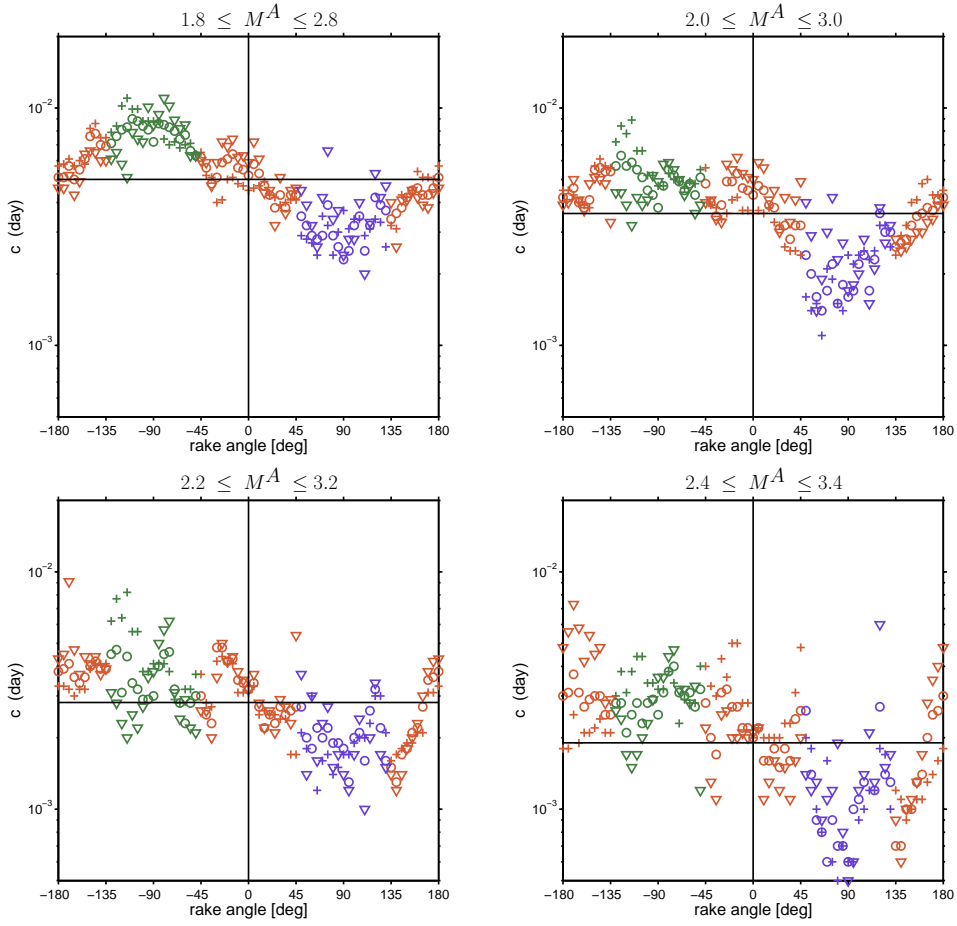 1.8 ≤ M^A ≤ 2.8
10^−2
10^−3
c (day)
−180 −135 −90 −45 0 45 90 135 180
rake angle [deg]
2.0 ≤ M^A ≤ 3.0
10^−2
10^−3
c (day)
−180 −135 −90 −45 0 45 90 135 180
rake angle [deg]
2.2 ≤ M^A ≤ 3.2
10^−2
10^−3
c (day)
−180 −135 −90 −45 0 45 90 135 180
rake angle [deg]
2.4 ≤ M^A ≤ 3.4
10^−2
10^−3
c (day)
−180 −135 −90 −45 0 45 90 135 180
rake angle [deg]